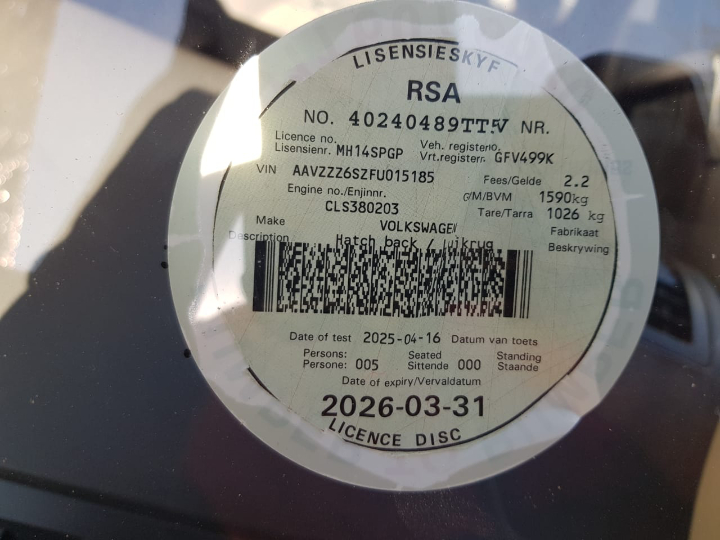 LISENSIESKYF
RSA
NO. 40240489TT5V NR.
Licence no. Veh. registerno.
Lisensienr. MH14SPGP Vrt.registernr. GFV499K
VIN AAVZZZ6SZFU015185 Fees/Gelde 2.2
Engine no./Enjinnr. GVM/BVM 1590kg
CLS380203 Tare/Tarra 1026 kg
Make VOLKSWAGEN Fabrikaat
Description Hatch back / luikrug Beskrywing
Date of test 2025-04-16 Datum van toets
Persons: Seated Standing
Persone: 005 Sittende 000 Staande
Date of expiry/Vervaldatum
2026-03-31
LICENCE DISC